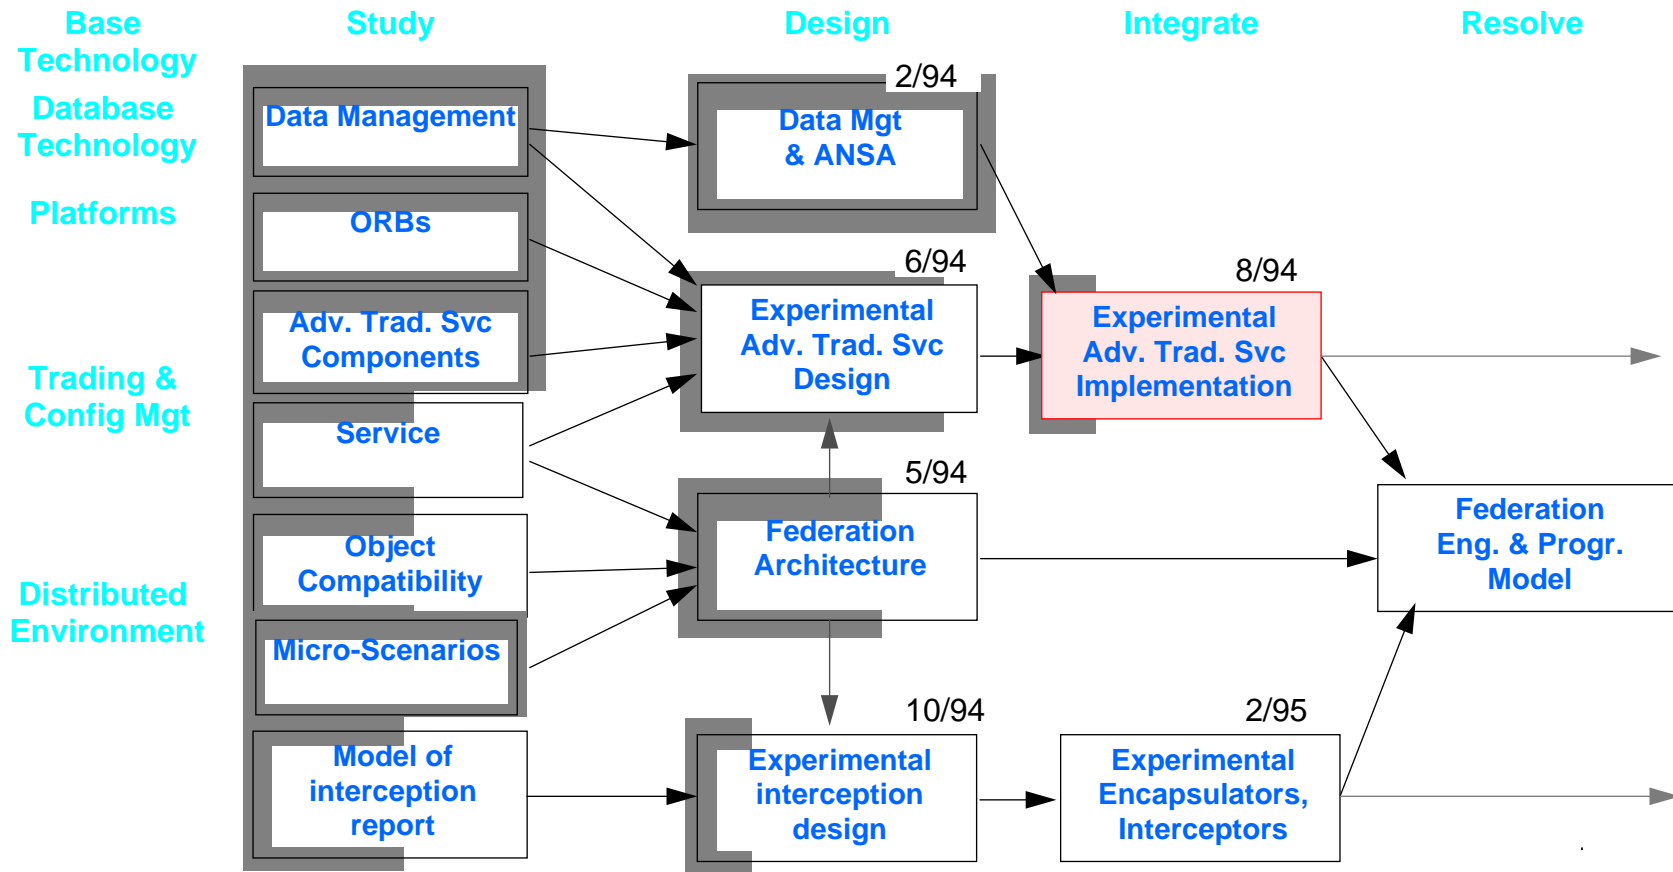 Base
Technology
Study
Design
Integrate
Resolve
Database
Technology
Platforms
Trading &
Config Mgt
Distributed
Environment
Data Management
ORBs
Adv. Trad. Svc
Components
Service
Object
Compatibility
Micro-Scenarios
Model of
interception
report
2/94
Data Mgt
& ANSA
6/94
Experimental
Adv. Trad. Svc
Design
5/94
Federation
Architecture
10/94
Experimental
interception
design
8/94
Experimental
Adv. Trad. Svc
Implementation
2/95
Experimental
Encapsulators,
Interceptors
Federation
Eng. & Progr.
Model